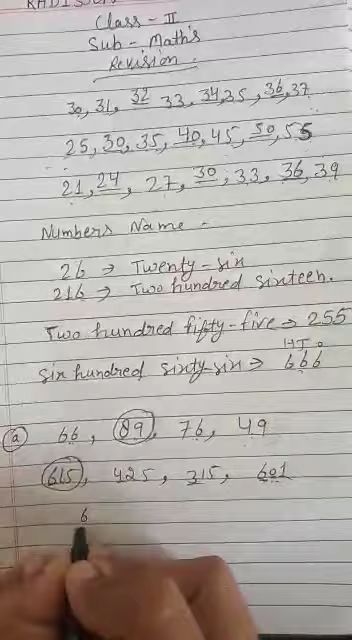 Class - II
Sub - Math's
Revision
30, 31, 32 33, 34, 35, 36, 37
25, 30, 35, 40, 45, 50, 55
21, 24, 27, 30, 33, 36, 39
Numbers Name -
26 → Twenty-six
216 → Two hundred sixteen.
Two hundred fifty-five → 255
H T O
six hundred sixty-six → 666
(a) 66, 89, 76, 49
615, 425, 315, 601
6